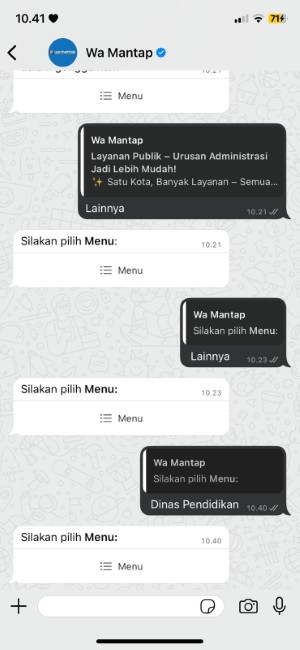 10.41
71
Wa Mantap
10.21
Menu
Wa Mantap
Layanan Publik – Urusan Administrasi
Jadi Lebih Mudah!
✨ Satu Kota, Banyak Layanan – Semua...
Lainnya
10.21
Silakan pilih Menu:
10.21
Menu
Wa Mantap
Silakan pilih Menu:
Lainnya
10.23
Silakan pilih Menu:
10.23
Menu
Wa Mantap
Silakan pilih Menu:
Dinas Pendidikan
10.40
Silakan pilih Menu:
10.40
Menu